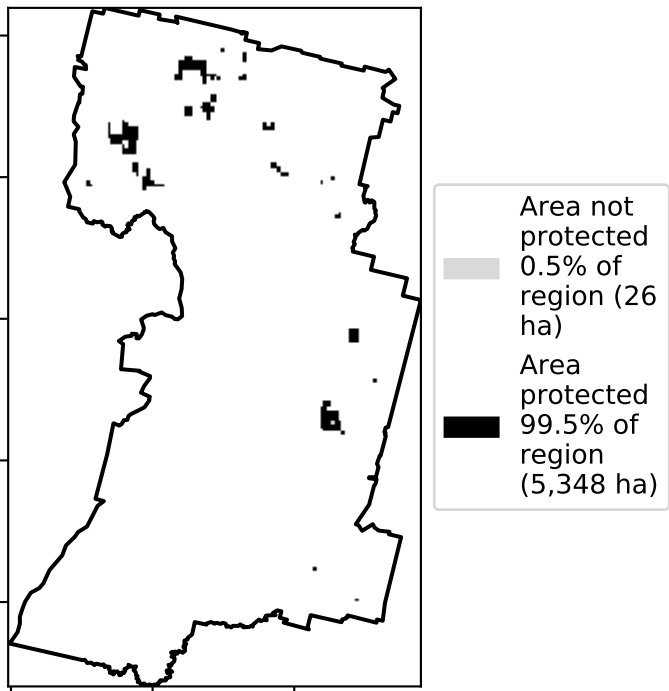 Area not
protected
0.5% of
region (26
ha)
Area
protected
99.5% of
region
(5,348 ha)